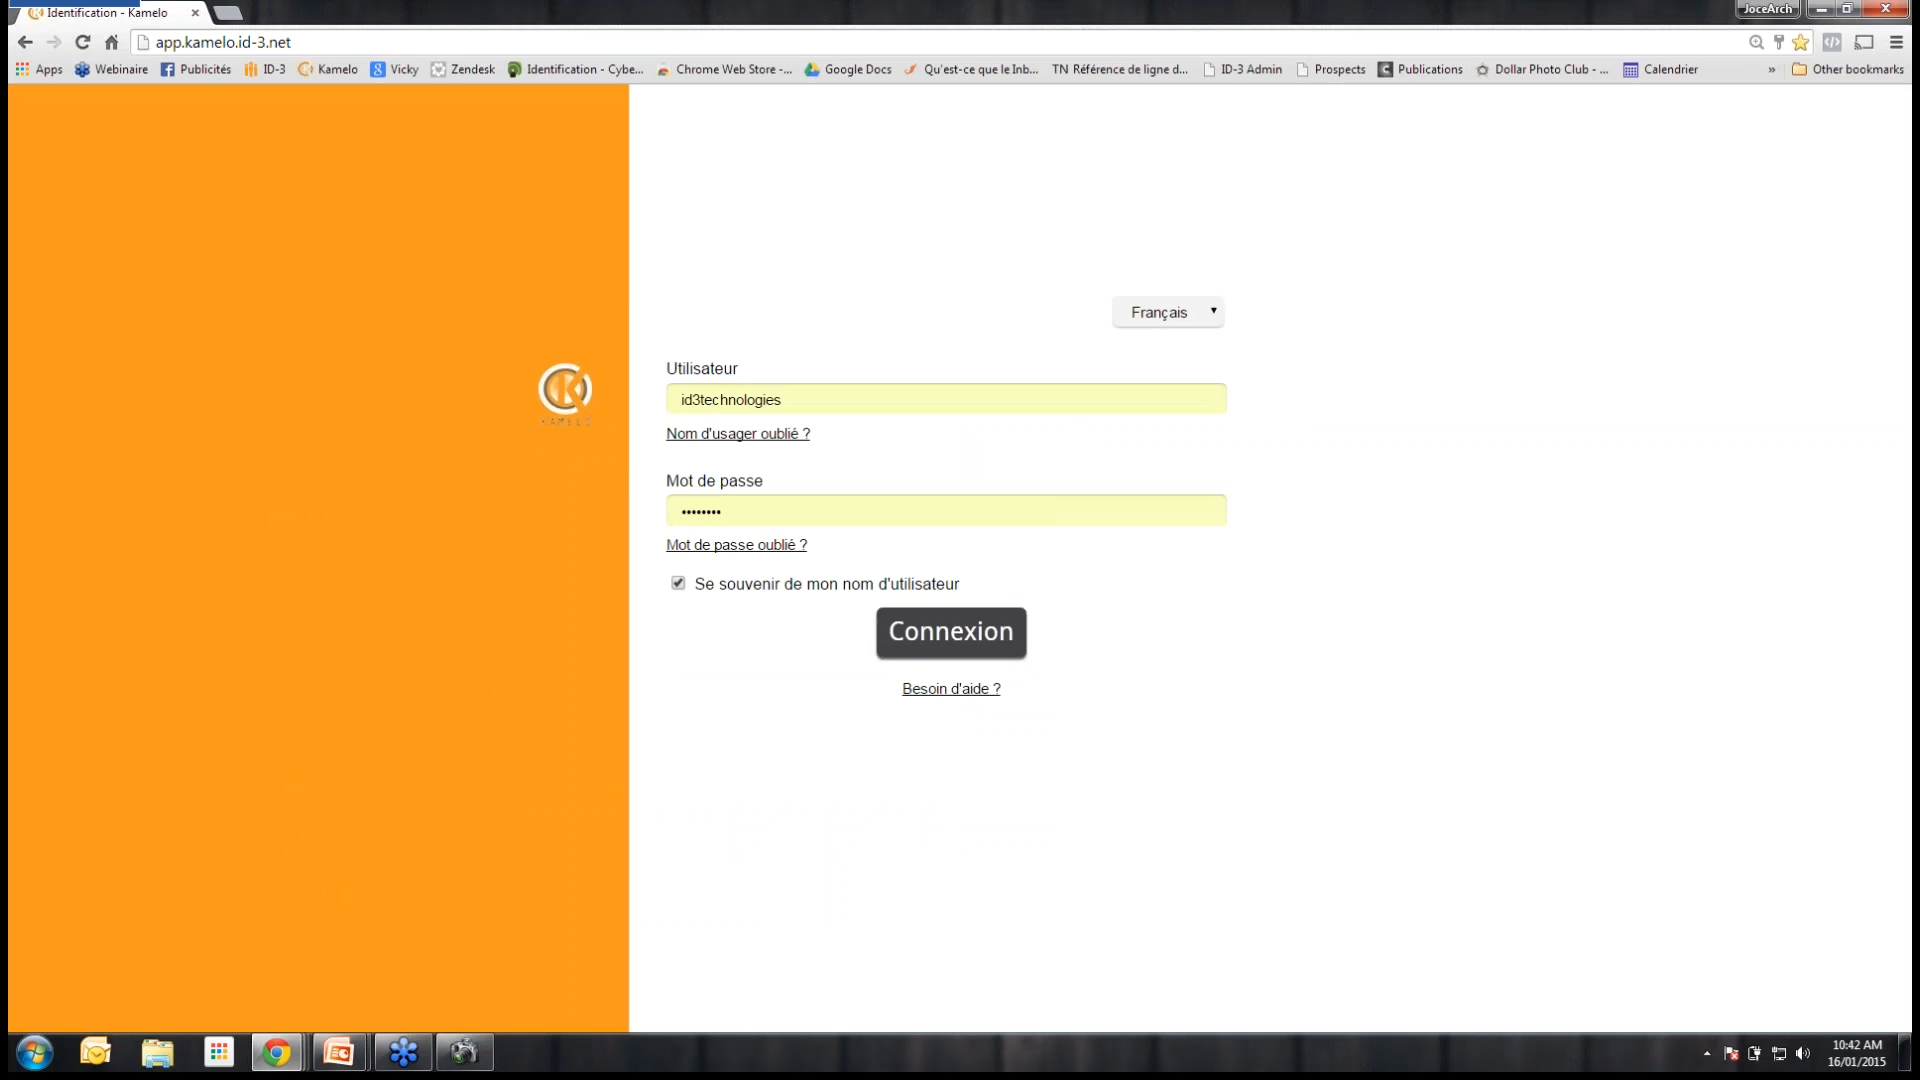 Identification - Kamelo
JoceArch
app.kamelo.id-3.net
Apps Webinaire Publicités ID-3 Kamelo Vicky Zendesk Identification - Cybe... Chrome Web Store -... Google Docs Qu'est-ce que le Inb... TN Référence de ligne d... ID-3 Admin Prospects Publications Dollar Photo Club - ... Calendrier » Other bookmarks
Français
Utilisateur
id3technologies
Nom d'usager oublié ?
Mot de passe
••••••••
Mot de passe oublié ?
Se souvenir de mon nom d'utilisateur
Connexion
Besoin d'aide ?
KAMELO
10:42 AM
16/01/2015